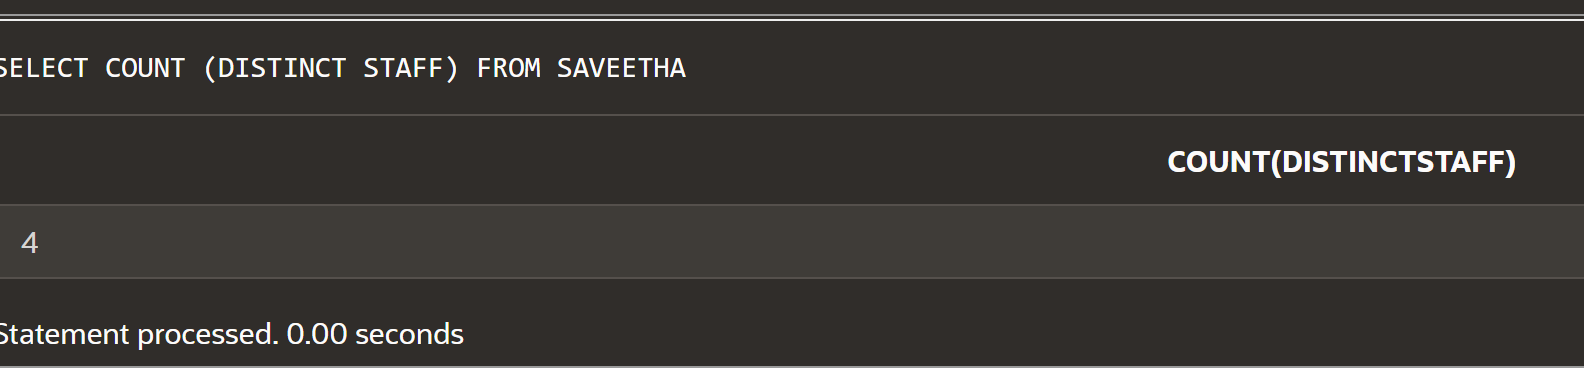 SELECT COUNT (DISTINCT STAFF) FROM SAVEETHA
COUNT(DISTINCTSTAFF)
4
Statement processed. 0.00 seconds